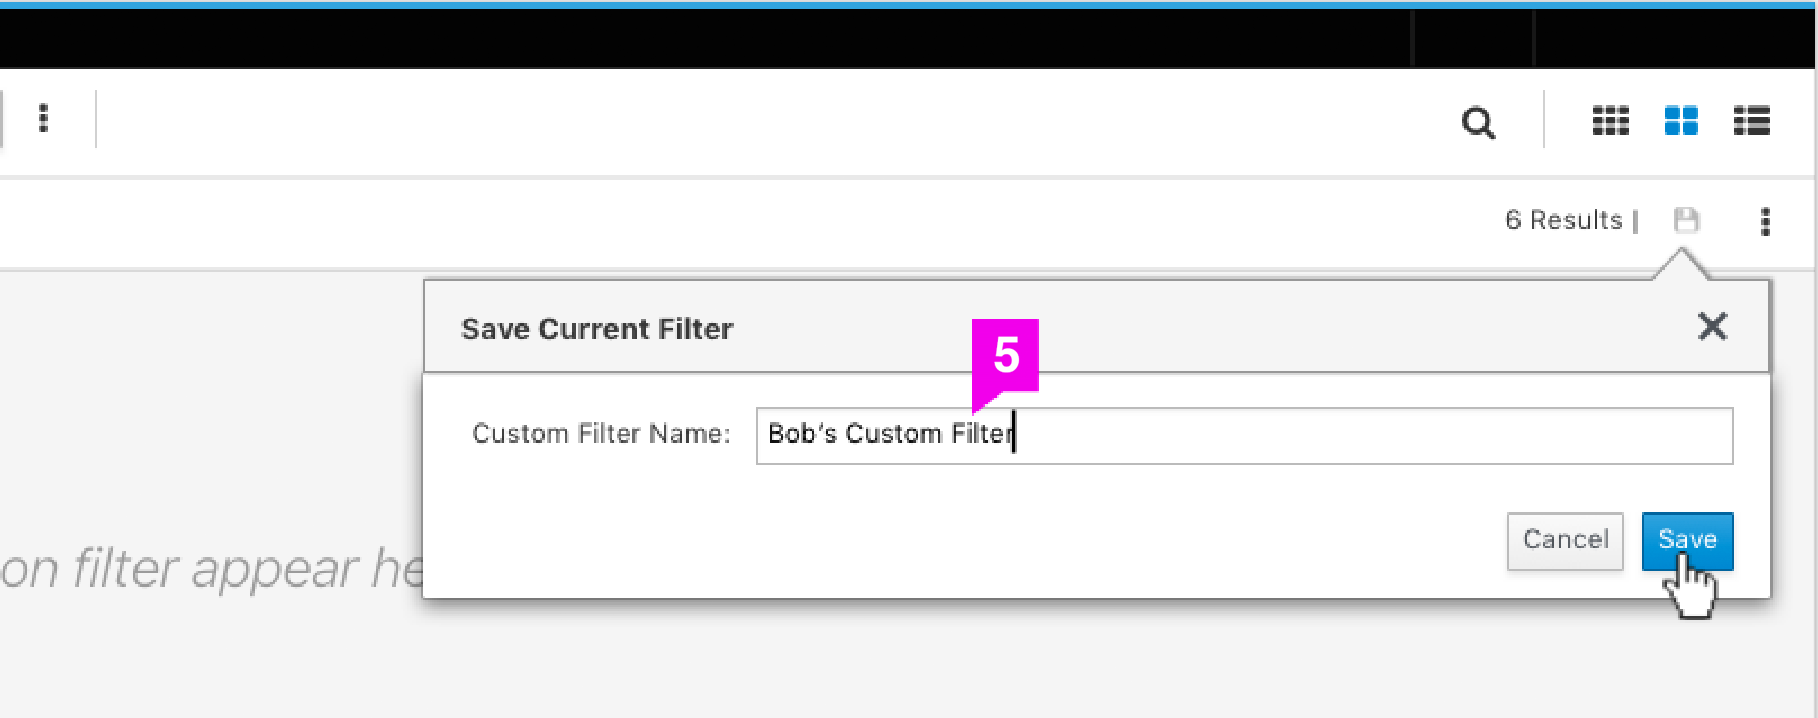 6 Results |
Save Current Filter
5
Custom Filter Name: Bob's Custom Filter
Cancel Save
on filter appear he